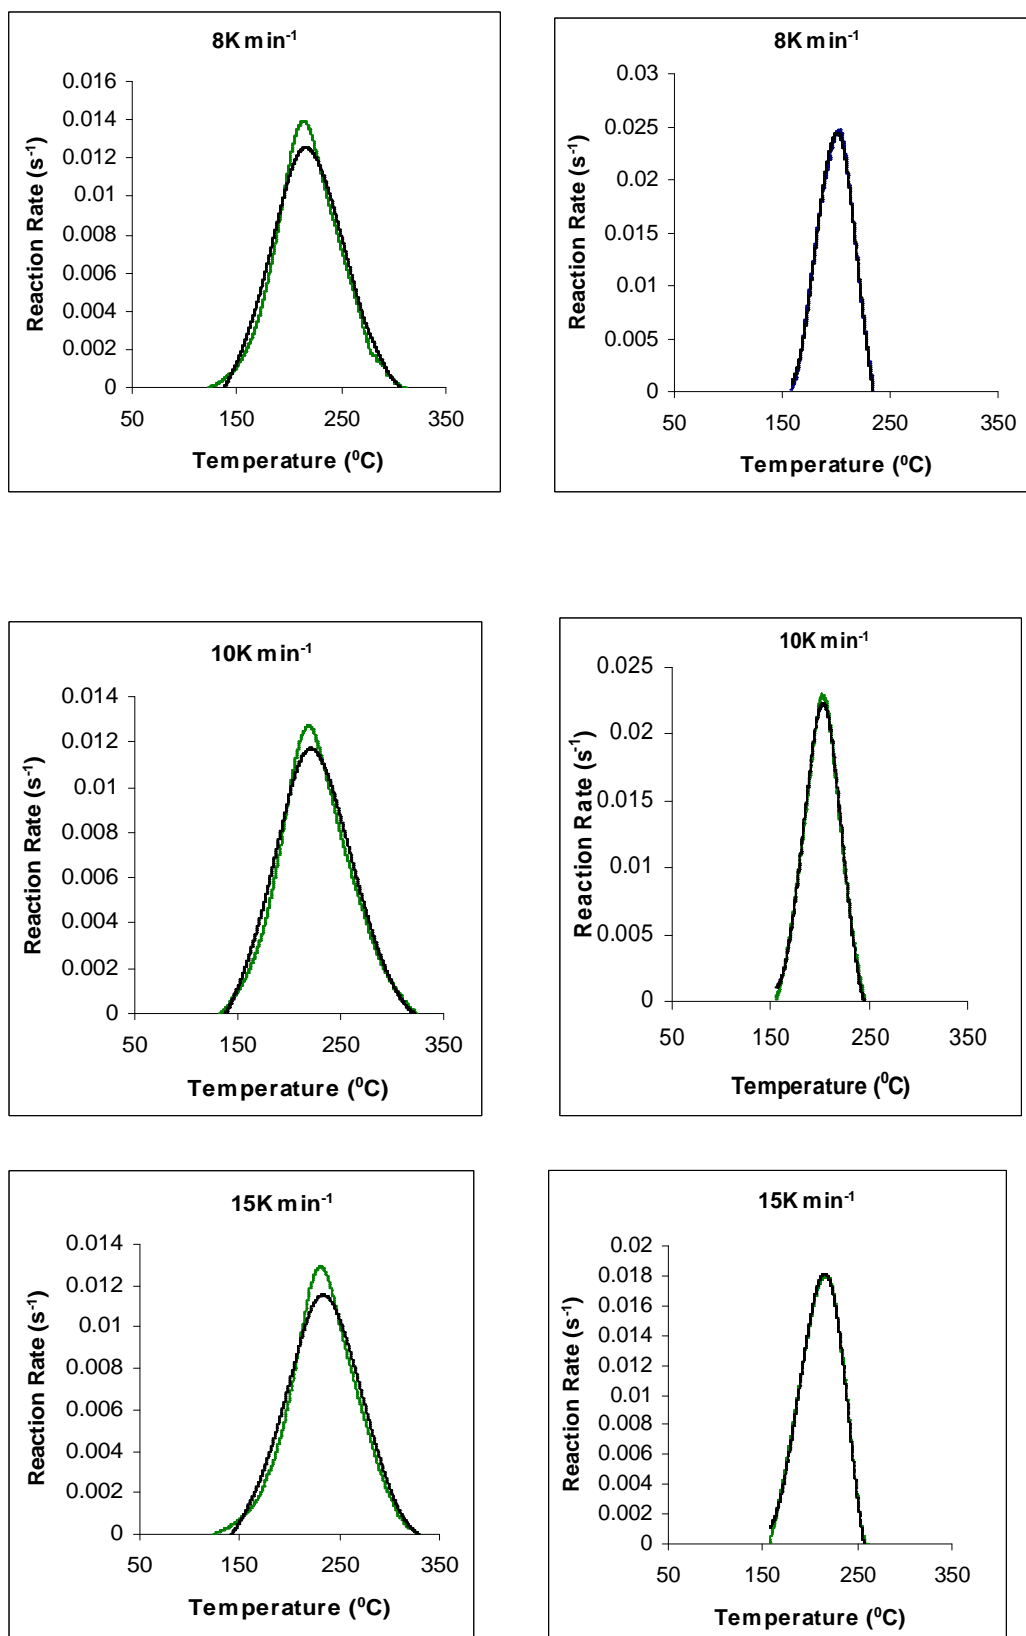 8K min⁻¹
Reaction Rate (s⁻¹)
0.016
0.014
0.012
0.01
0.008
0.006
0.004
0.002
0
50 150 250 350
Temperature (⁰C)
8K min⁻¹
Reaction Rate (s⁻¹)
0.03
0.025
0.02
0.015
0.01
0.005
0
50 150 250 350
Temperature (⁰C)
10K min⁻¹
Reaction Rate (s⁻¹)
0.014
0.012
0.01
0.008
0.006
0.004
0.002
0
50 150 250 350
Temperature (⁰C)
10K min⁻¹
Reaction Rate (s⁻¹)
0.025
0.02
0.015
0.01
0.005
0
50 150 250 350
Temperature (⁰C)
15K min⁻¹
Reaction Rate (s⁻¹)
0.014
0.012
0.01
0.008
0.006
0.004
0.002
0
50 150 250 350
Temperature (⁰C)
15K min⁻¹
Reaction Rate (s⁻¹)
0.02
0.018
0.016
0.014
0.012
0.01
0.008
0.006
0.004
0.002
0
50 150 250 350
Temperature (⁰C)